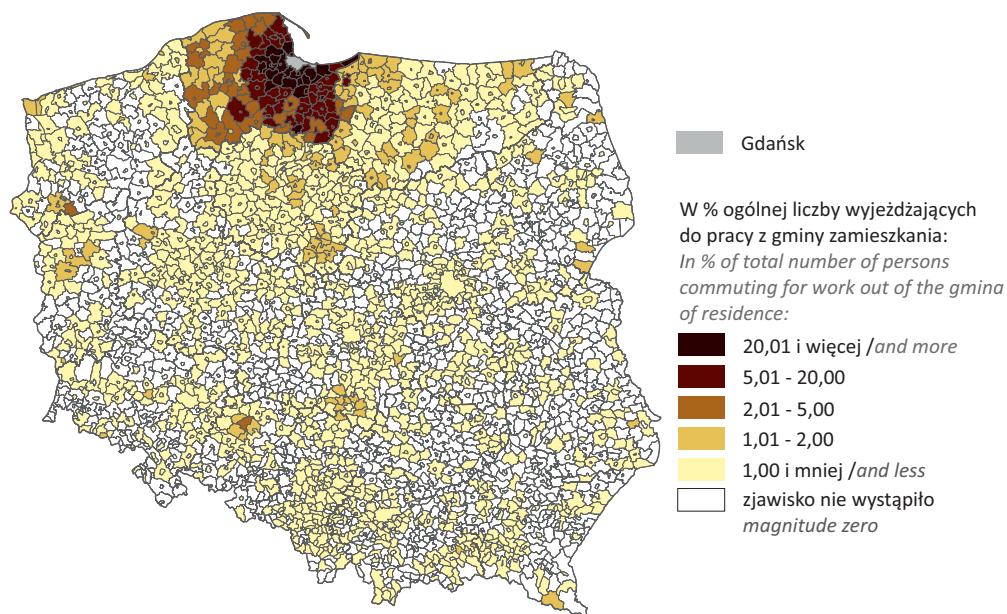 Gdańsk
W % ogólnej liczby wyjeżdżających
do pracy z gminy zamieszkania:
In % of total number of persons
commuting for work out of the gmina
of residence:
20,01 i więcej /and more
5,01 - 20,00
2,01 - 5,00
1,01 - 2,00
1,00 i mniej /and less
zjawisko nie wystąpiło
magnitude zero